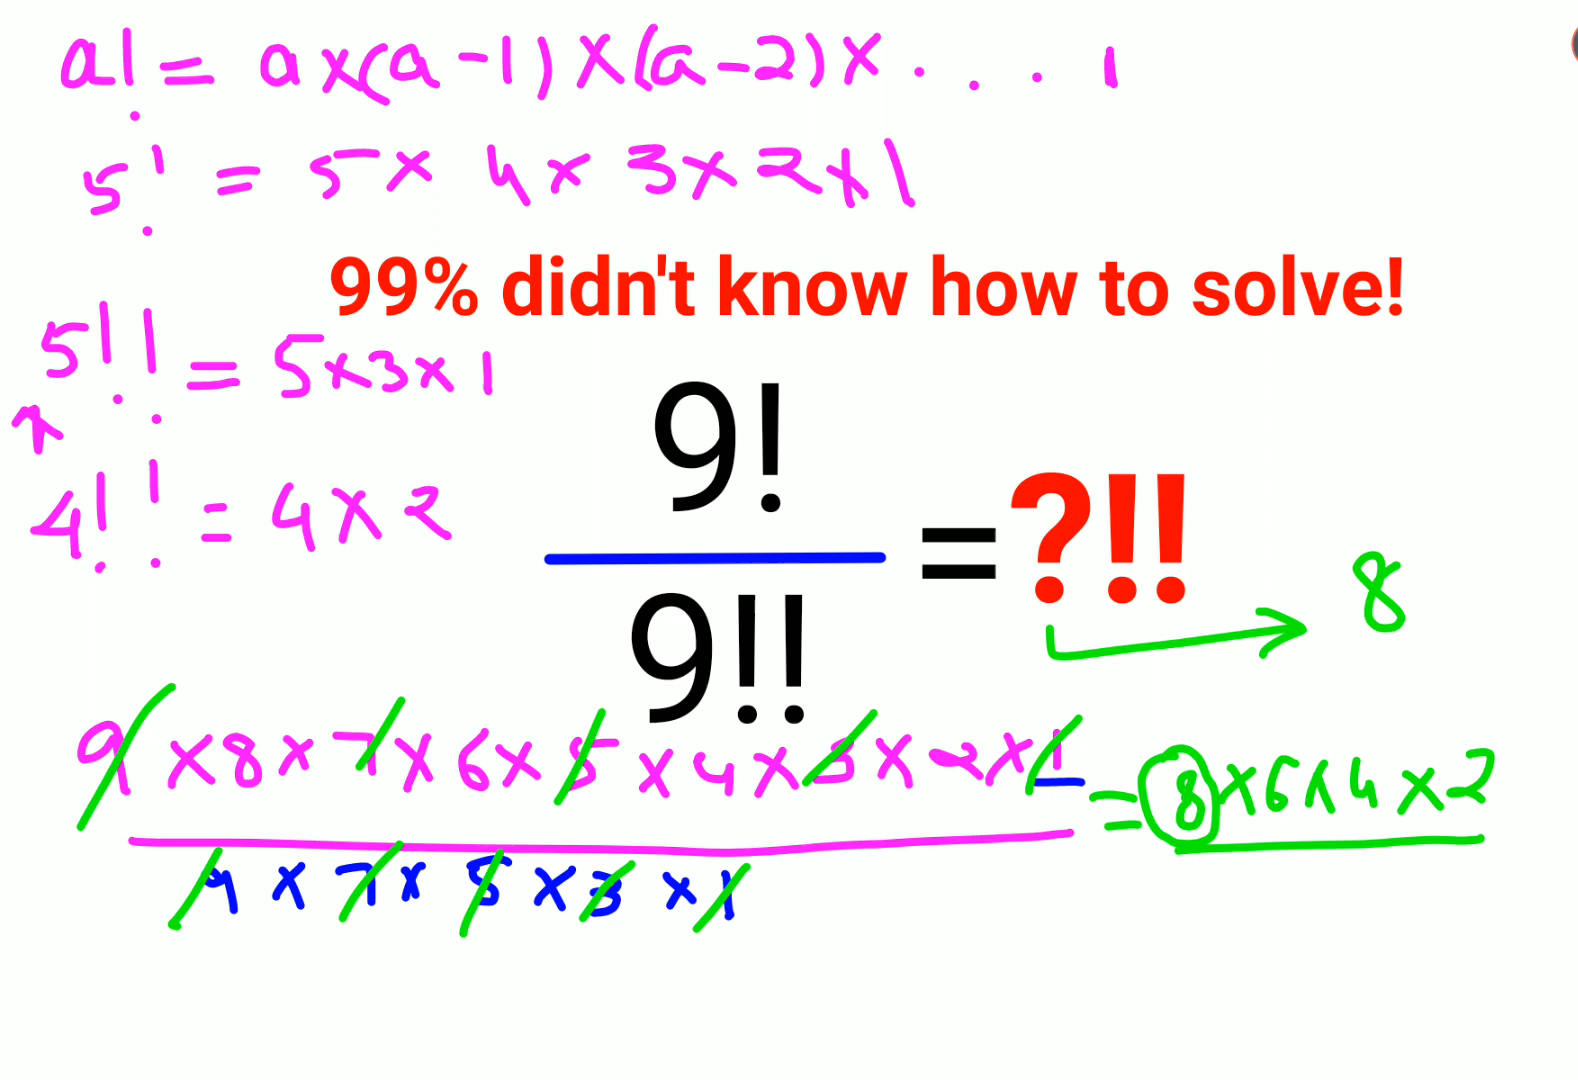 a! = a×(a-1)×(a-2)×....1
5! = 5×4×3×2×1
99% didn't know how to solve!
5!! = 5×3×1
x
4!! = 4×2
9!
9!!
= ?!!
8
9×8×7×6×5×4×3×2×1
9×7×5×3×1
= 8×6×4×2